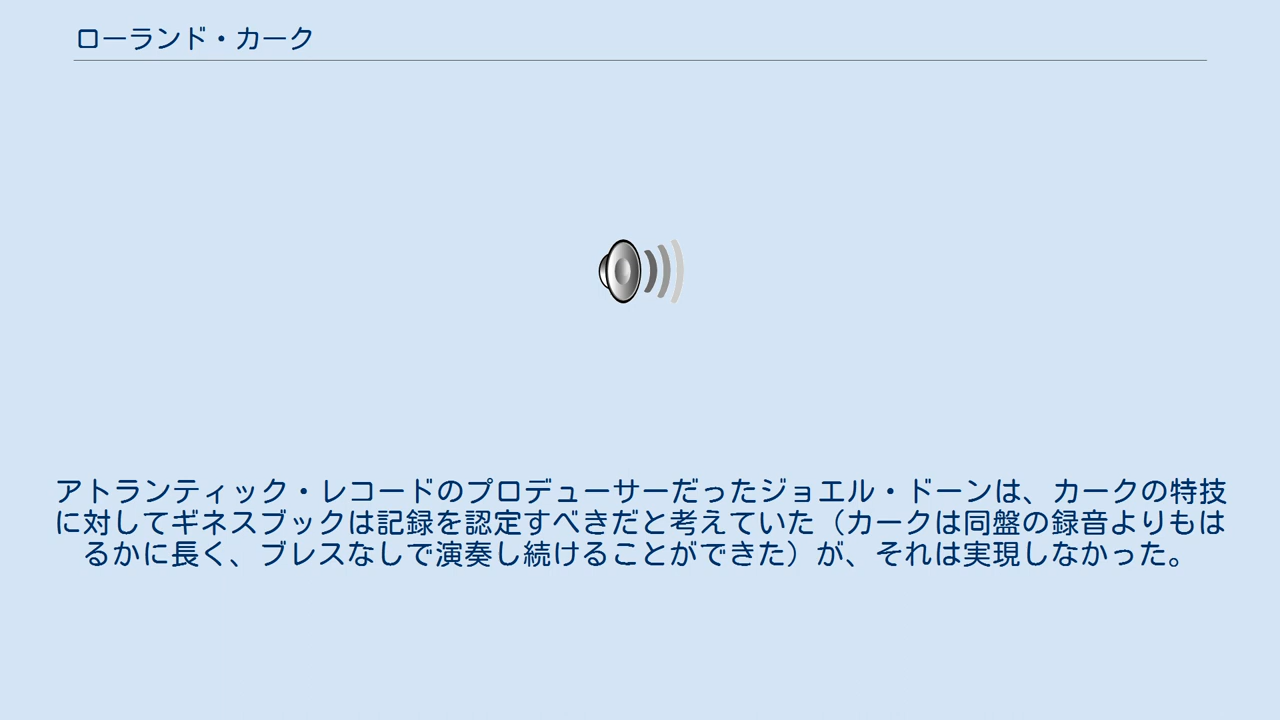 ローランド・カーク
アトランティック・レコードのプロデューサーだったジョエル・ドーンは、カークの特技
に対してギネスブックは記録を認定すべきだと考えていた（カークは同盤の録音よりもは
るかに長く、ブレスなしで演奏し続けることができた）が、それは実現しなかった。